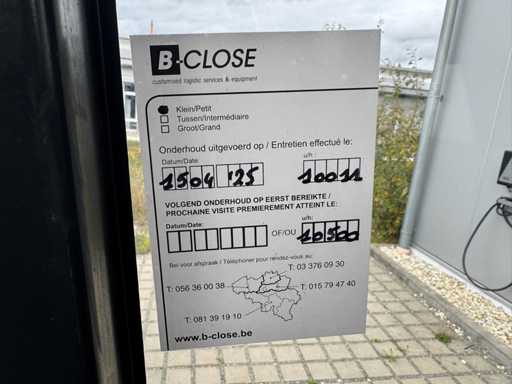 B-CLOSE
customised logistic services & equipment
Klein/Petit
Tussen/Intermédiaire
Groot/Grand
Onderhoud uitgevoerd op / Entretien effectué le:
Datum/Date: u/h:
1504 '25 10011
VOLGEND ONDERHOUD OP EERST BEREIKTE /
PROCHAINE VISITE PREMIEREMENT ATTEINT LE:
Datum/Date: u/h:
OF/OU 10500
Bel voor afspraak / Téléphoner pour rendez-vous au:
T: 03 376 09 30
T: 056 36 00 38
T: 015 79 47 40
T: 081 39 19 10
www.b-close.be